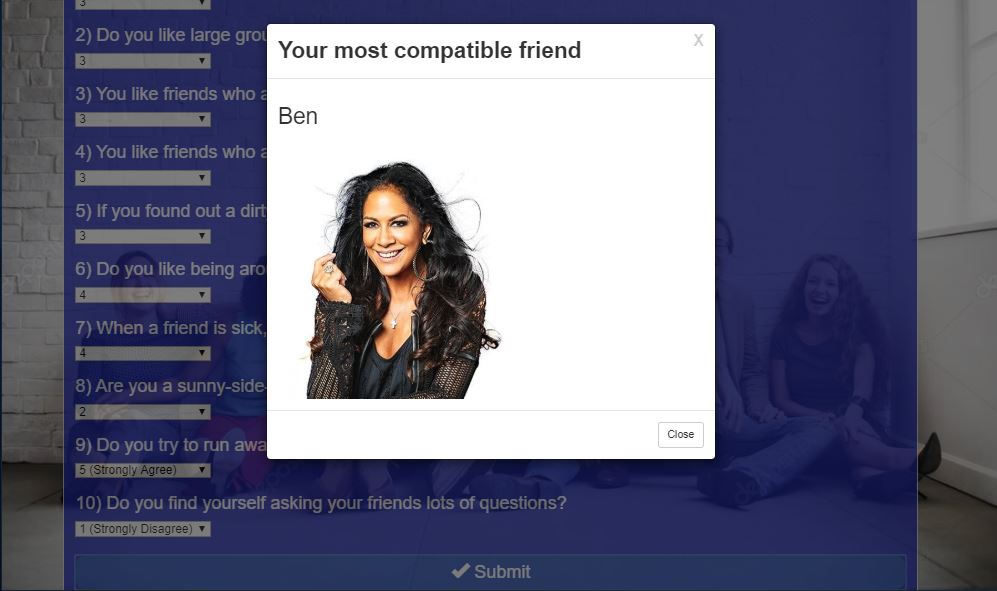 3
2) Do you like large grou
3
3) You like friends who a
3
4) You like friends who a
3
5) If you found out a dirt
3
6) Do you like being arou
4
7) When a friend is sick,
4
8) Are you a sunny-side-
2
9) Do you try to run awa
5 (Strongly Agree)
10) Do you find yourself asking your friends lots of questions?
1 (Strongly Disagree)
Submit
Your most compatible friend
X
Ben
Close